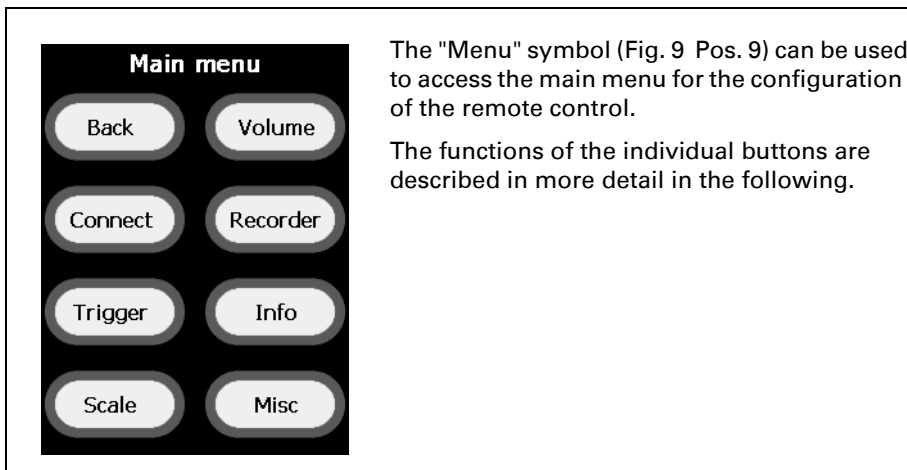 Main menu
Back
Volume
Connect
Recorder
Trigger
Info
Scale
Misc
The "Menu" symbol (Fig. 9 Pos. 9) can be used
to access the main menu for the configuration
of the remote control.
The functions of the individual buttons are
described in more detail in the following.